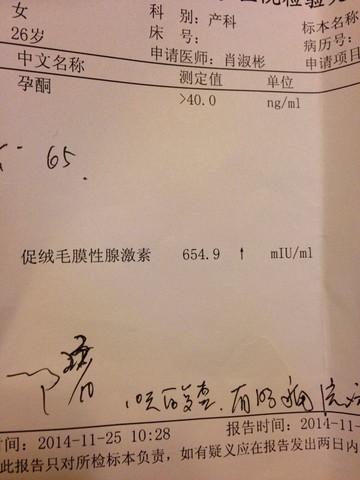 女 科 别：产科 标本名称
26岁 床 号： 病历号：
申请医师：肖淑彬 申请项目
中文名称 测定值 单位
孕酮 >40.0 ng/ml
65.
促绒毛膜性腺激素 654.9 ↑ mIU/ml
时间：2014-11-25 10:28 报告时间：2014-11-
此报告只对所检标本负责，如有疑义应在报告发出两日内